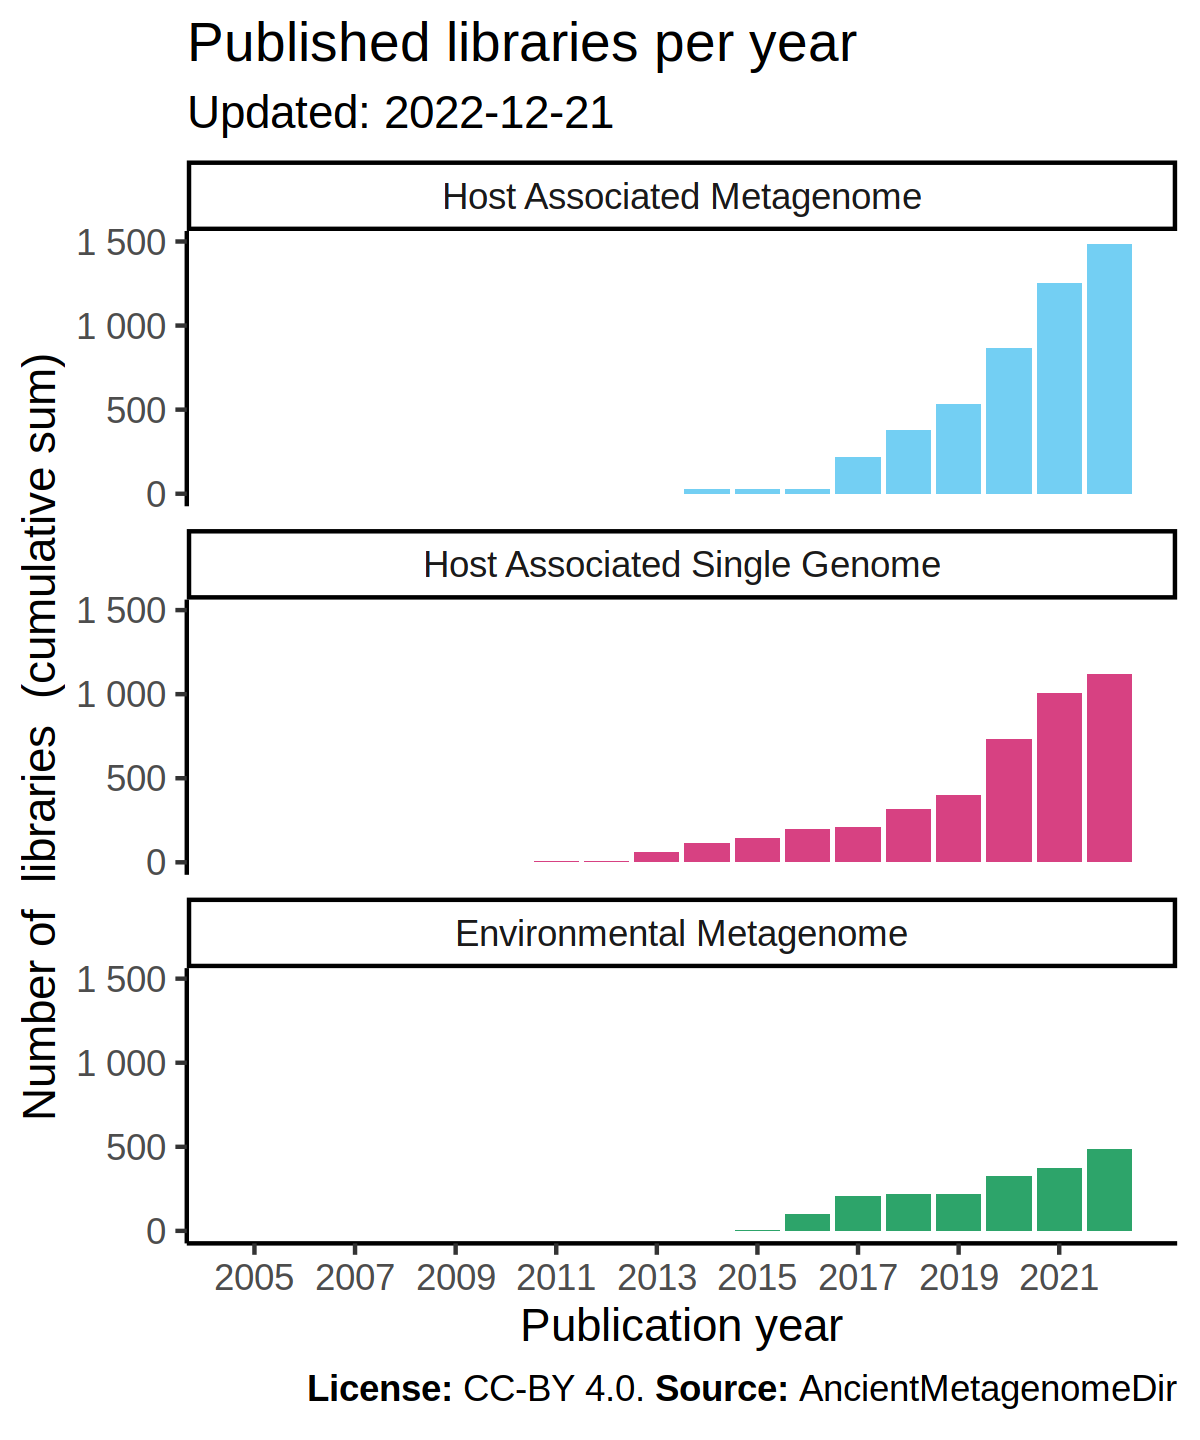 Published libraries per year
Updated: 2022-12-21
Host Associated Metagenome
1 500
1 000
500
0
Host Associated Single Genome
1 500
1 000
500
0
Environmental Metagenome
1 500
1 000
500
0
Number of libraries (cumulative sum)
2005 2007 2009 2011 2013 2015 2017 2019 2021
Publication year
License: CC-BY 4.0. Source: AncientMetagenomeDir